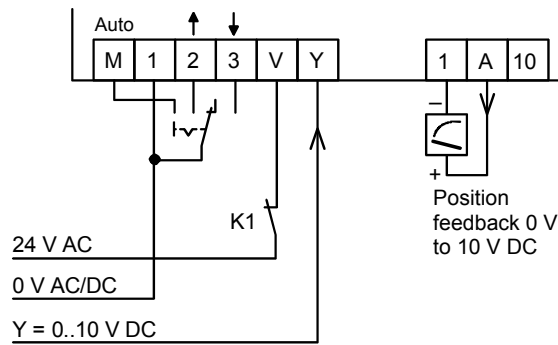 Auto
M 1 2 3 V Y 1 A 10
–
+
K1
Position
feedback 0 V
to 10 V DC
24 V AC
0 V AC/DC
Y = 0..10 V DC